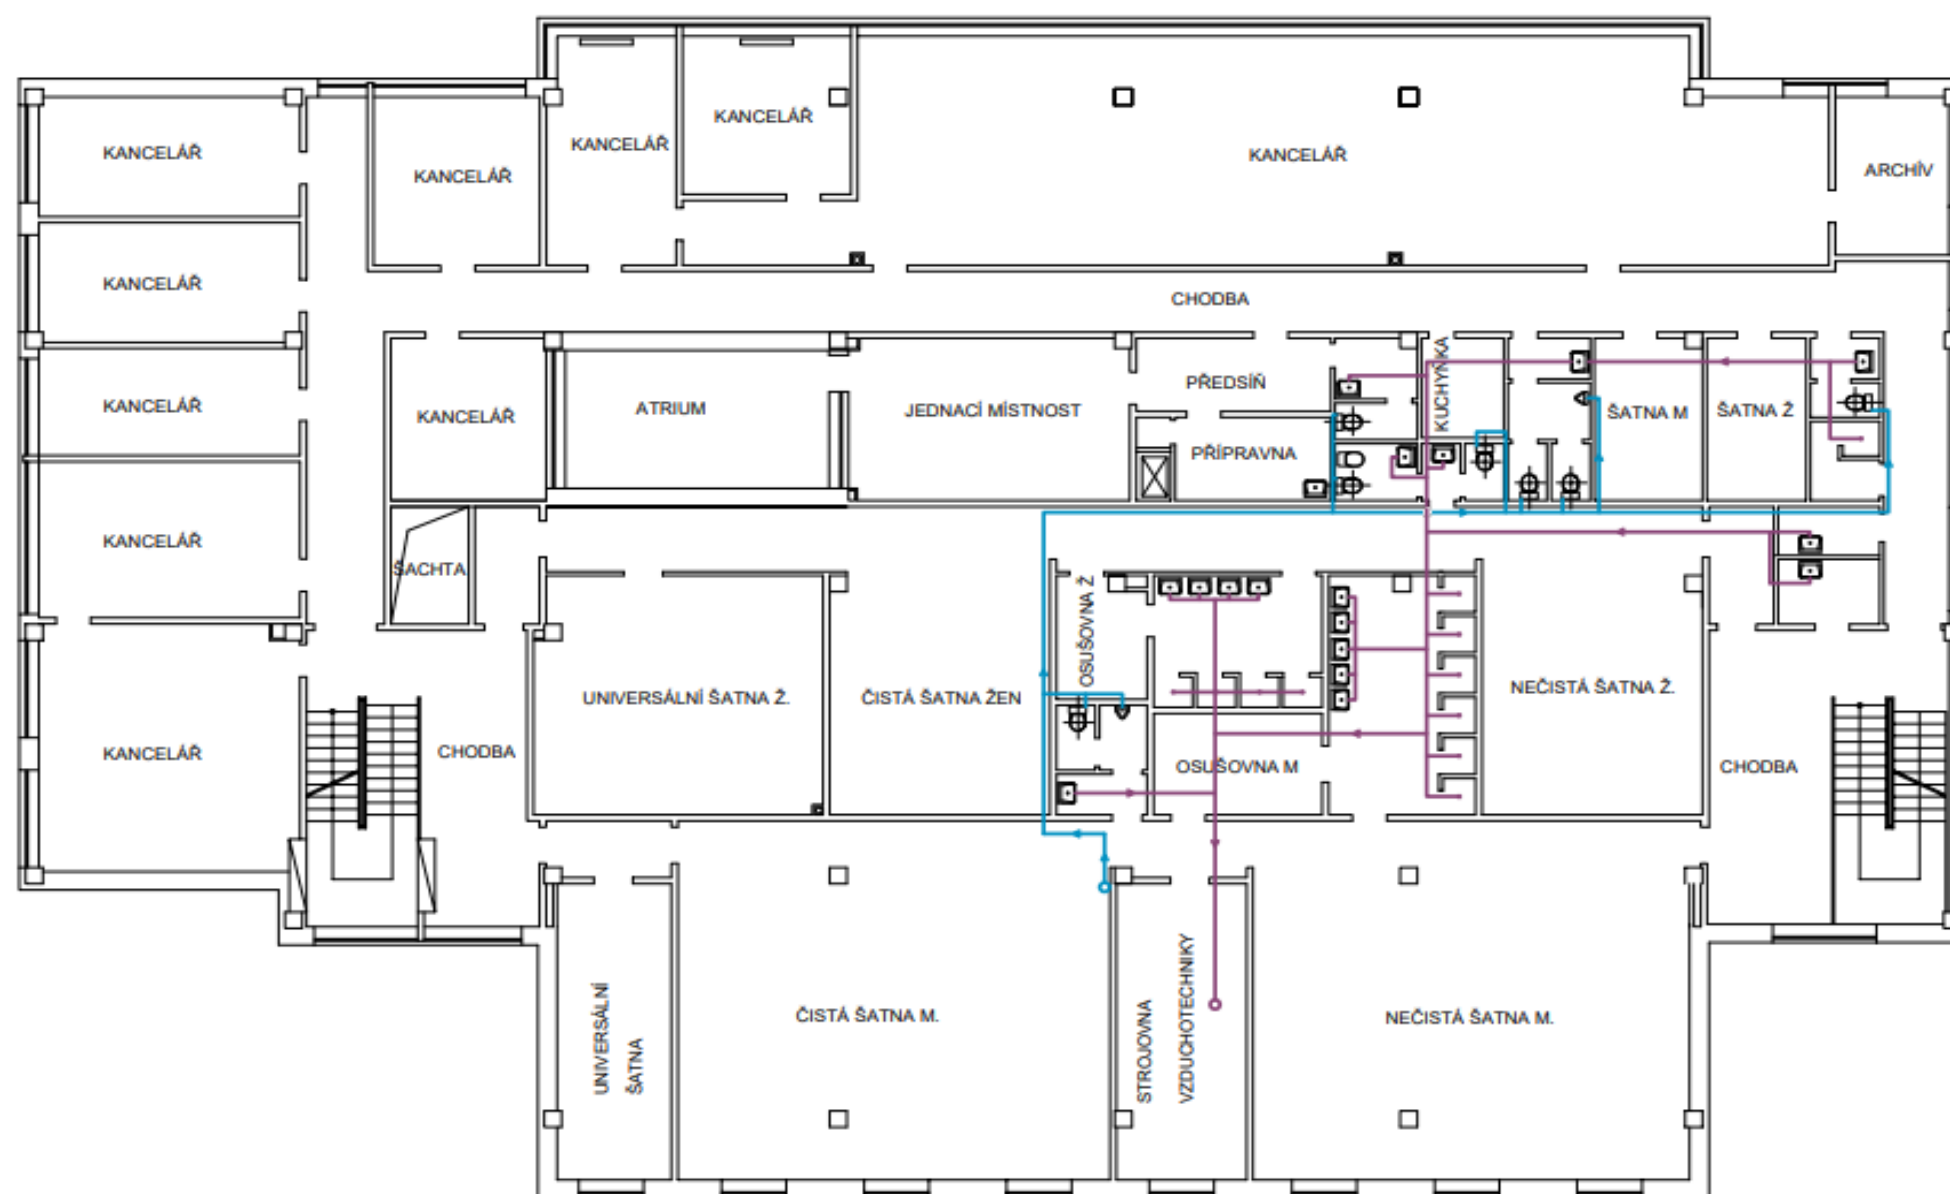 KANCELÁŘ
KANCELÁŘ
KANCELÁŘ
KANCELÁŘ
KANCELÁŘ
ARCHÍV
KANCELÁŘ
CHODBA
KANCELÁŘ
KANCELÁŘ
ATRIUM
JEDNACÍ MÍSTNOST
PŘEDSÍŇ
KUCHYŇKA
ŠATNA M
ŠATNA Ž
PŘÍPRAVNA
KANCELÁŘ
ŠACHTA
OSUŠOVNA Ž
UNIVERSÁLNÍ ŠATNA Ž.
ČISTÁ ŠATNA ŽEN
NEČISTÁ ŠATNA Ž.
KANCELÁŘ
CHODBA
OSUŠOVNA M
CHODBA
UNIVERSÁLNÍ
ŠATNA
ČISTÁ ŠATNA M.
STROJOVNA
VZDUCHOTECHNIKY
NEČISTÁ ŠATNA M.